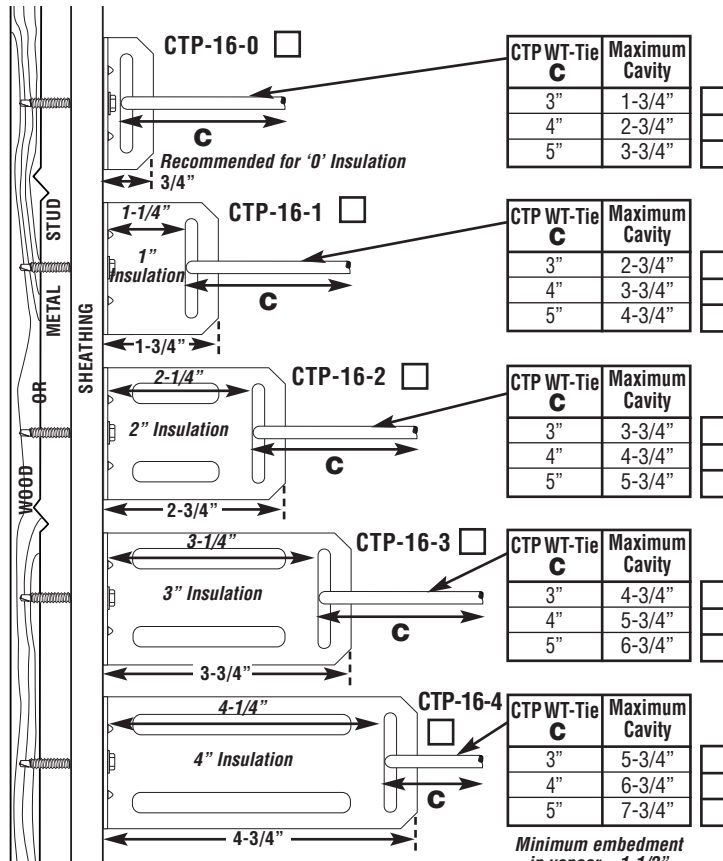 CTP-16-0
CTP WT-Tie C Maximum Cavity
3” 1-3/4”
4” 2-3/4”
5” 3-3/4”
C
Recommended for ‘0’ Insulation
3/4”
CTP-16-1
1-1/4”
1” Insulation
C
1-3/4”
CTP WT-Tie C Maximum Cavity
3” 2-3/4”
4” 3-3/4”
5” 4-3/4”
CTP-16-2
2-1/4”
2” Insulation
C
2-3/4”
CTP WT-Tie C Maximum Cavity
3” 3-3/4”
4” 4-3/4”
5” 5-3/4”
CTP-16-3
3-1/4”
3” Insulation
C
3-3/4”
CTP WT-Tie C Maximum Cavity
3” 4-3/4”
4” 5-3/4”
5” 6-3/4”
CTP-16-4
4-1/4”
4” Insulation
C
4-3/4”
CTP WT-Tie C Maximum Cavity
3” 5-3/4”
4” 6-3/4”
5” 7-3/4”
WOOD OR METAL STUD
SHEATHING
Minimum embedment
in veneer - 1-1/2”